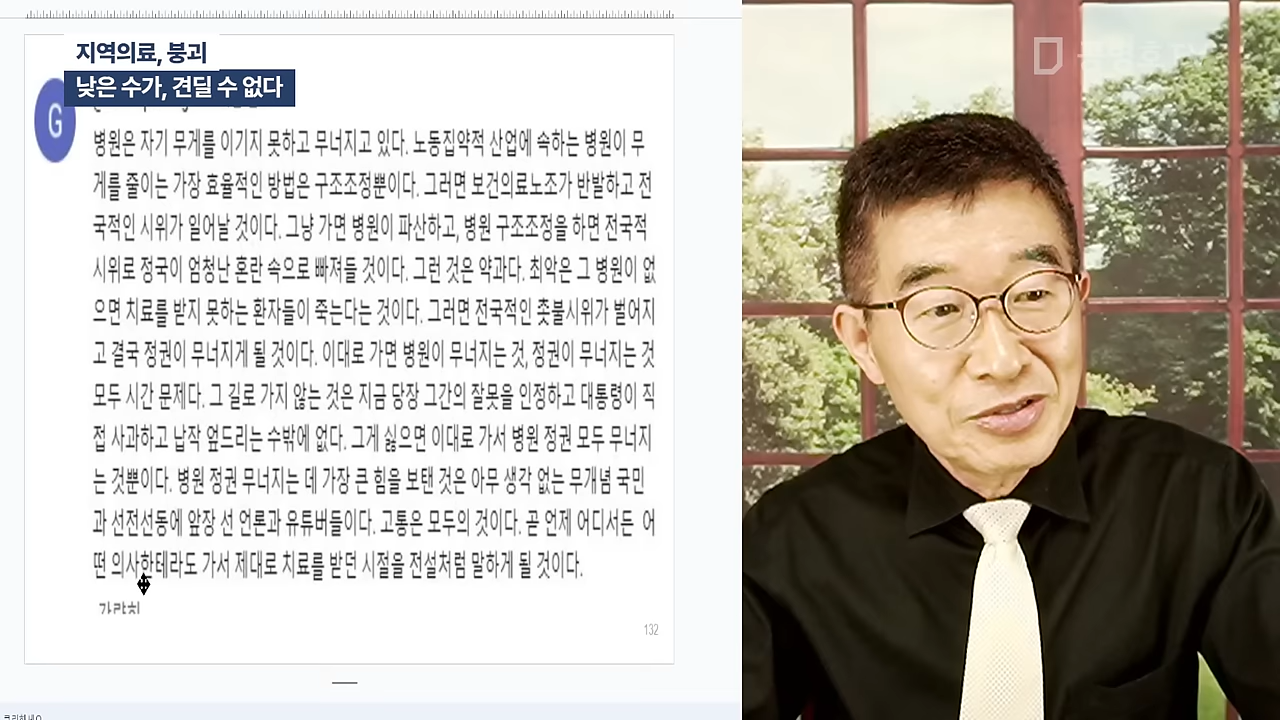 지역의료, 붕괴
낮은 수가, 견딜 수 없다
G
병원은 자기 무게를 이기지 못하고 무너지고 있다. 노동집약적 산업에 속하는 병원이 무
게를 줄이는 가장 효율적인 방법은 구조조정뿐이다. 그러면 보건의료노조가 반발하고 전
국적인 시위가 일어날 것이다. 그냥 가면 병원이 파산하고, 병원 구조조정을 하면 전국적
시위로 정국이 엄청난 혼란 속으로 빠져들 것이다. 그런 것은 약과다. 최악은 그 병원이 없
으면 치료를 받지 못하는 환자들이 죽는다는 것이다. 그러면 전국적인 촛불시위가 벌어지
고 결국 정권이 무너지게 될 것이다. 이대로 가면 병원이 무너지는 것, 정권이 무너지는 것
모두 시간 문제다. 그 길로 가지 않는 것은 지금 당장 그간의 잘못을 인정하고 대통령이 직
접 사과하고 납작 엎드리는 수밖에 없다. 그게 싫으면 이대로 가서 병원 정권 모두 무너지
는 것뿐이다. 병원 정권 무너지는 데 가장 큰 힘을 보탠 것은 아무 생각 없는 무개념 국민
과 선전선동에 앞장 선 언론과 유튜버들이다. 고통은 모두의 것이다. 곧 언제 어디서든 어
떤 의사한테라도 가서 제대로 치료를 받던 시절을 전설처럼 말하게 될 것이다.
132